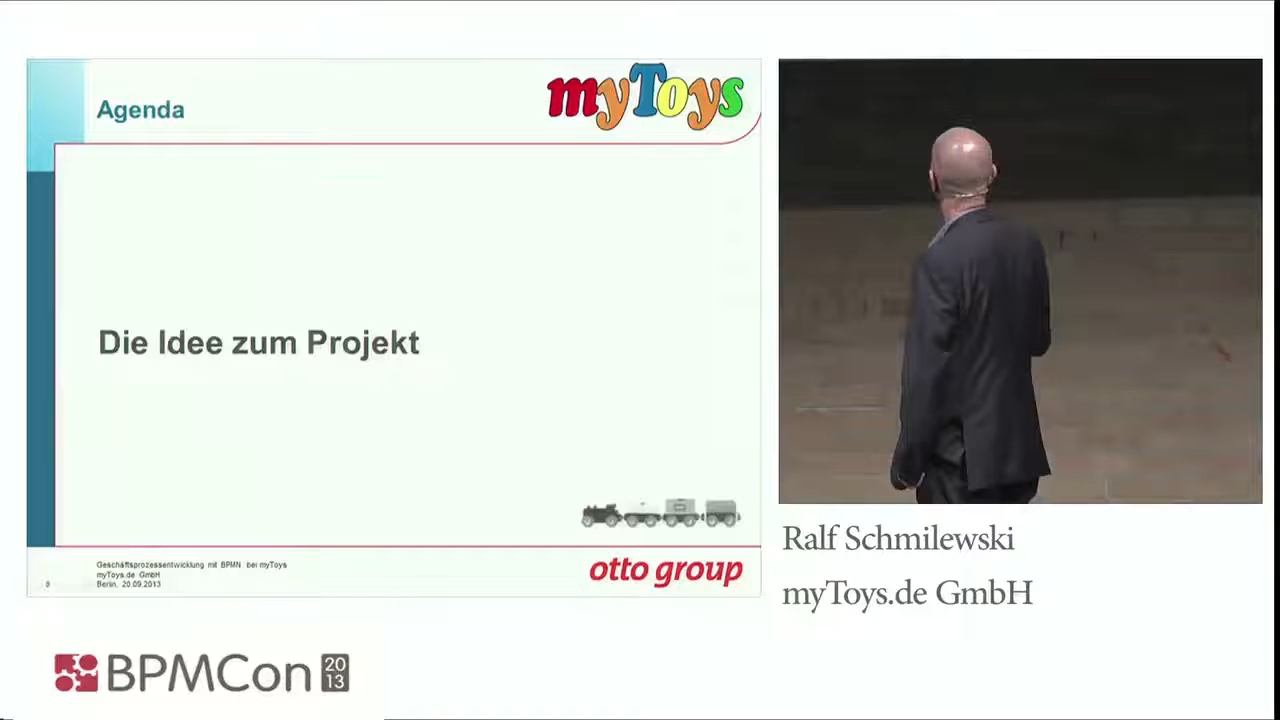 Agenda
myToys
Die Idee zum Projekt
Geschäftsprozessentwicklung mit BPMN bei myToys
myToys.de GmbH
Berlin, 20.09.2013
otto group
Ralf Schmilewski
myToys.de GmbH
BPMCon 20
13